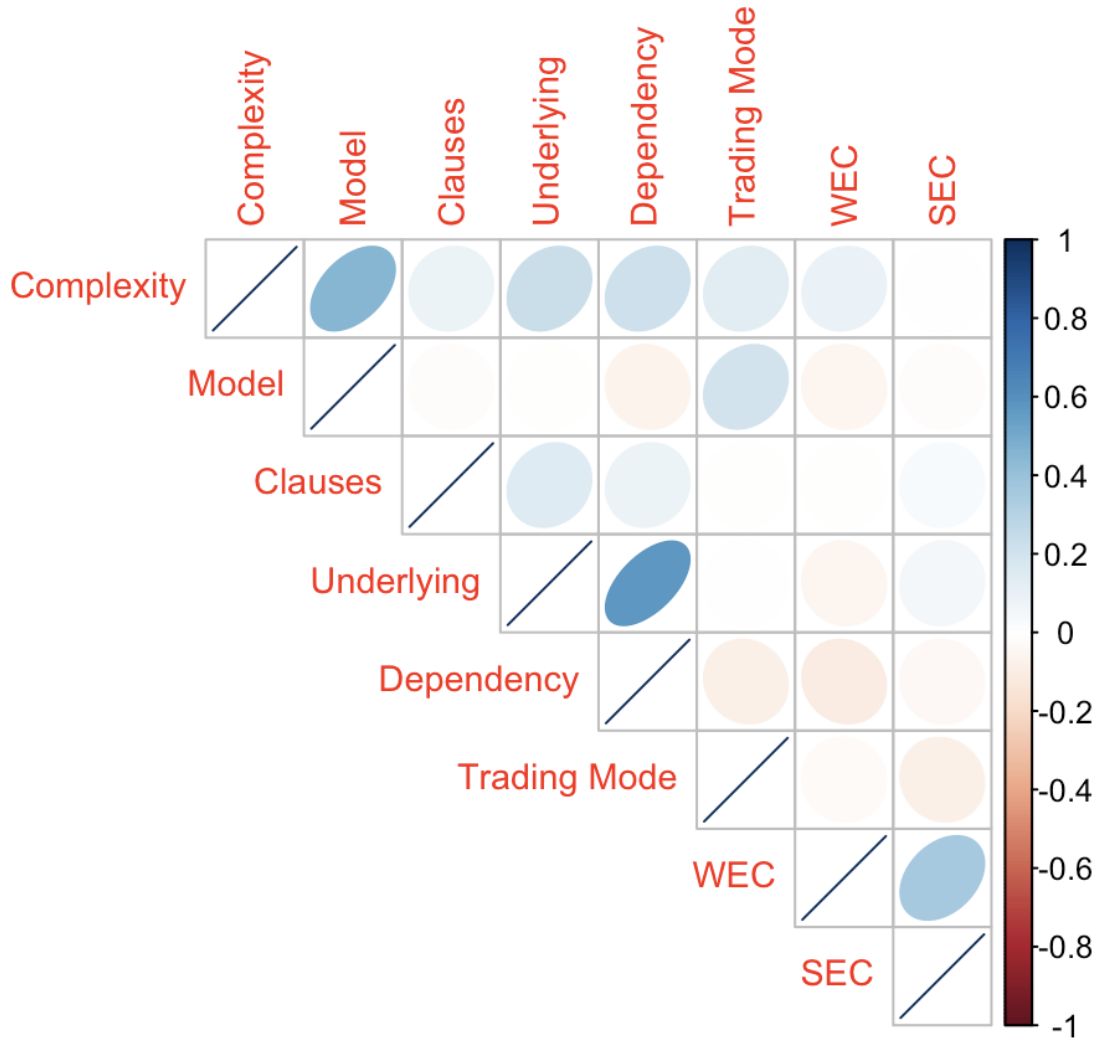 Complexity
Model
Clauses
Underlying
Dependency
Trading Mode
WEC
SEC
Complexity
Model
Clauses
Underlying
Dependency
Trading Mode
WEC
SEC
1
0.8
0.6
0.4
0.2
0
-0.2
-0.4
-0.6
-0.8
-1